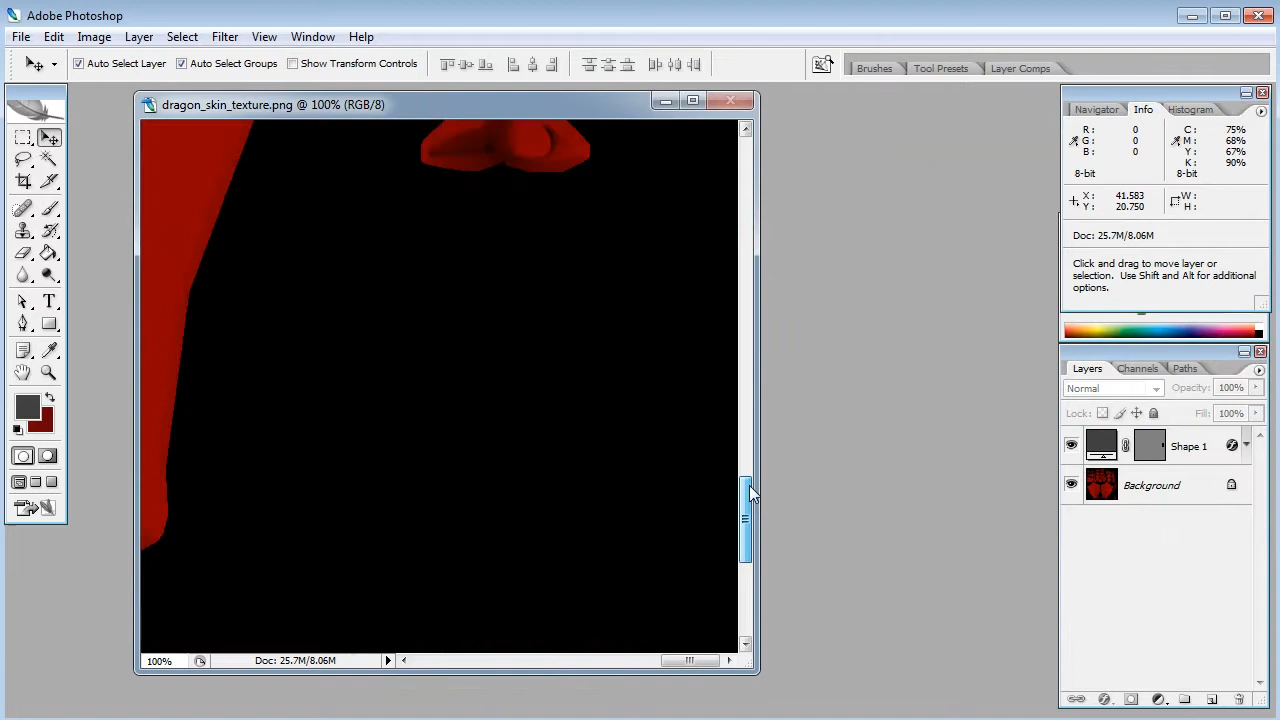 Adobe Photoshop
File Edit Image Layer Select Filter View Window Help
Auto Select Layer Auto Select Groups Show Transform Controls Brushes Tool Presets Layer Comps
dragon_skin_texture.png @ 100% (RGB/8)
Navigator Info Histogram
R: 0 C: 75%
G: 0 M: 68%
B: 0 Y: 67%
K: 90%
8-bit 8-bit
X: 41.583 W:
Y: 20.750 H:
Doc: 25.7M/8.06M
Click and drag to move layer or
selection. Use Shift and Alt for additional
options.
Layers Channels Paths
Normal Opacity: 100%
Lock: Fill: 100%
Shape 1
Background
100% Doc: 25.7M/8.06M